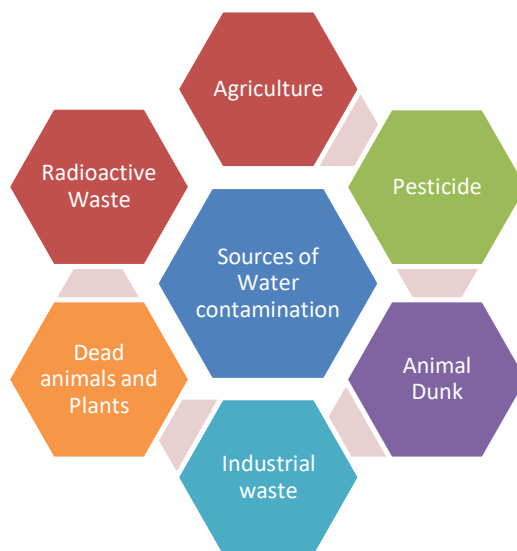 Agriculture
Radioactive
Waste
Pesticide
Sources of
Water
contamination
Dead
animals and
Plants
Animal
Dunk
Industrial
waste